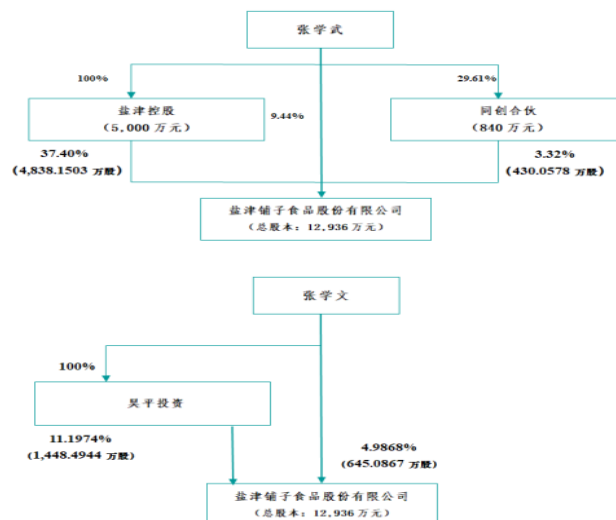 张学武
100%
29.61%
盐津控股
（5,000 万元）
9.44%
同创合伙
（840 万元）
37.40%
(4,838.1503 万股)
3.32%
(430.0578 万股)
盐津铺子食品股份有限公司
（总股本：12,936 万元）
张学文
100%
昊平投资
11.1974%
(1,448.4944 万股)
4.9868%
(645.0867 万股)
盐津铺子食品股份有限公司
（总股本：12,936 万元）